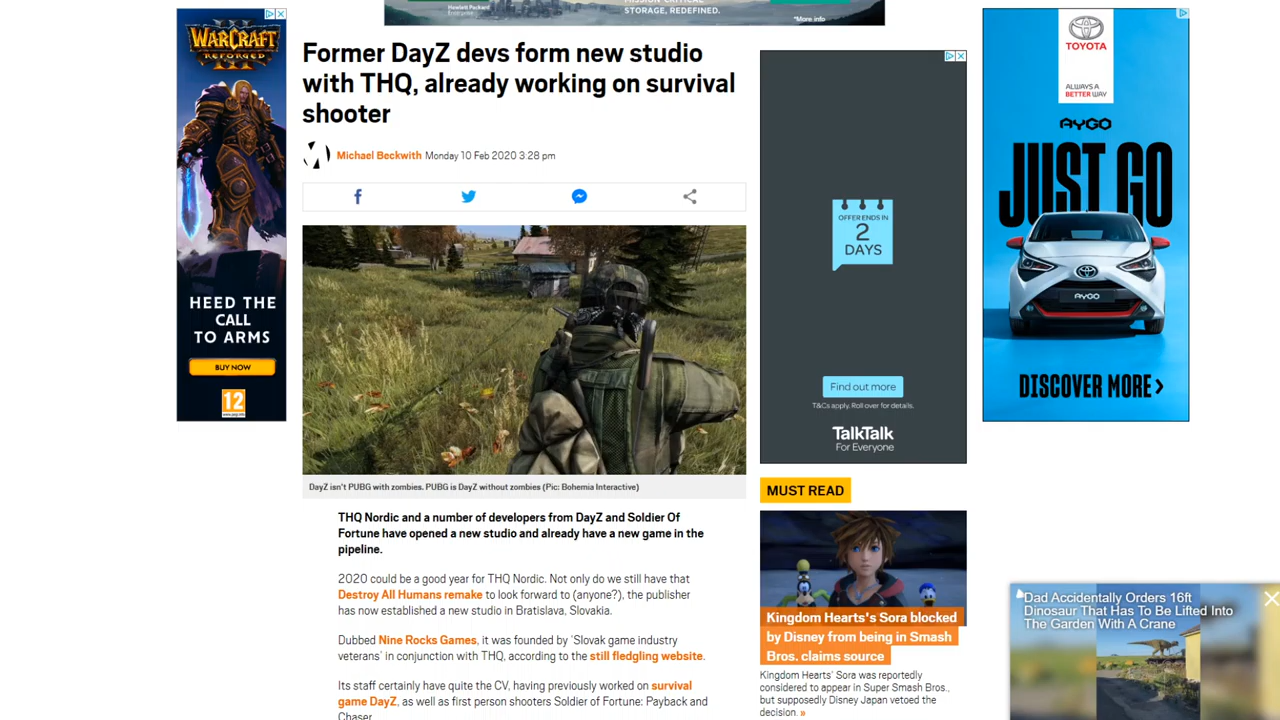 Hewlett Packard
Enterprise
MISSION CRITICAL
STORAGE, REDEFINED.
*More info
WARCRAFT
III
REFORGED
HEED THE
CALL
TO ARMS
BUY NOW
12
Former DayZ devs form new studio
with THQ, already working on survival
shooter
Michael Beckwith Monday 10 Feb 2020 3:28 pm
DayZ isn't PUBG with zombies. PUBG is DayZ without zombies (Pic: Bohemia Interactive)
THQ Nordic and a number of developers from DayZ and Soldier Of
Fortune have opened a new studio and already have a new game in the
pipeline.
2020 could be a good year for THQ Nordic. Not only do we still have that
Destroy All Humans remake to look forward to (anyone?), the publisher
has now established a new studio in Bratislava, Slovakia.
Dubbed Nine Rocks Games, it was founded by 'Slovak game industry
veterans' in conjunction with THQ, according to the still fledgling website.
Its staff certainly have quite the CV, having previously worked on survival
game DayZ, as well as first person shooters Soldier of Fortune: Payback and
Chaser.
OFFER ENDS IN
2
DAYS
Find out more
T&Cs apply. Roll over for details.
TalkTalk
For Everyone
MUST READ
Kingdom Hearts's Sora blocked
by Disney from being in Smash
Bros. claims source
Kingdom Hearts' Sora was reportedly
considered to appear in Super Smash Bros.,
but supposedly Disney Japan vetoed the
decision. »
TOYOTA
ALWAYS A
BETTER WAY
AYGO
JUST GO
AYGO
DISCOVER MORE >
Dad Accidentally Orders 16ft
Dinosaur That Has To Be Lifted Into
The Garden With A Crane